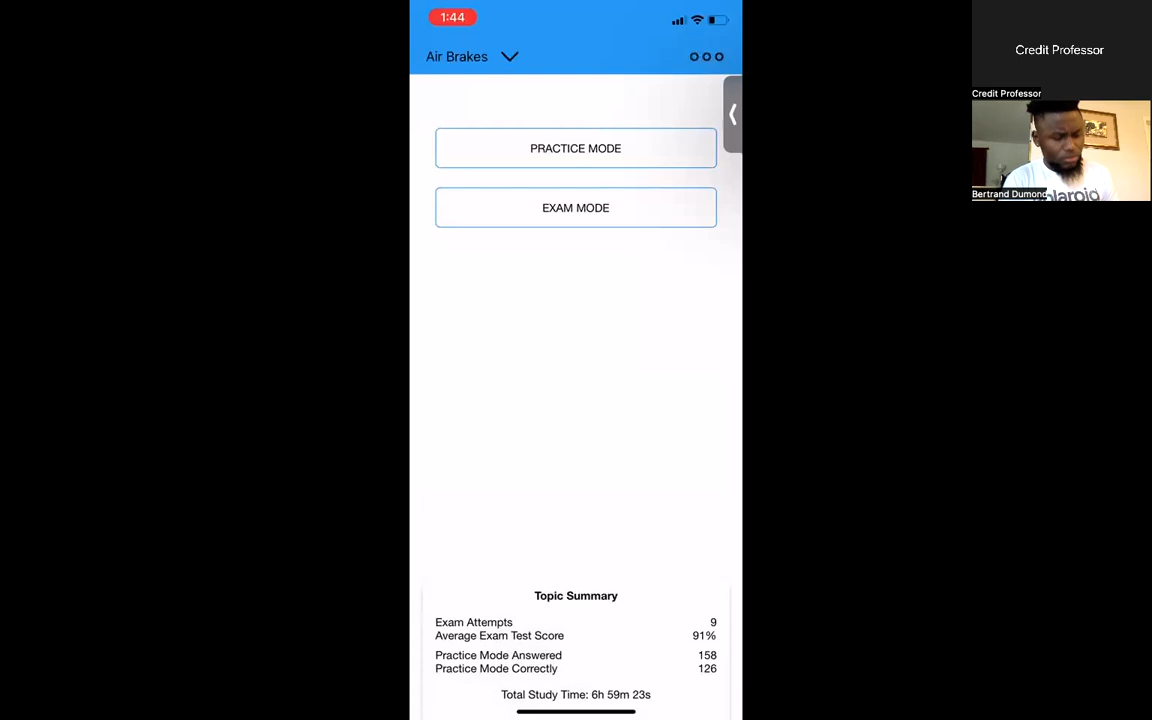 1:44
Air Brakes
PRACTICE MODE
EXAM MODE
Topic Summary
Exam Attempts 9
Average Exam Test Score 91%
Practice Mode Answered 158
Practice Mode Correctly 126
Total Study Time: 6h 59m 23s
Credit Professor
Credit Professor
Bertrand Dumond